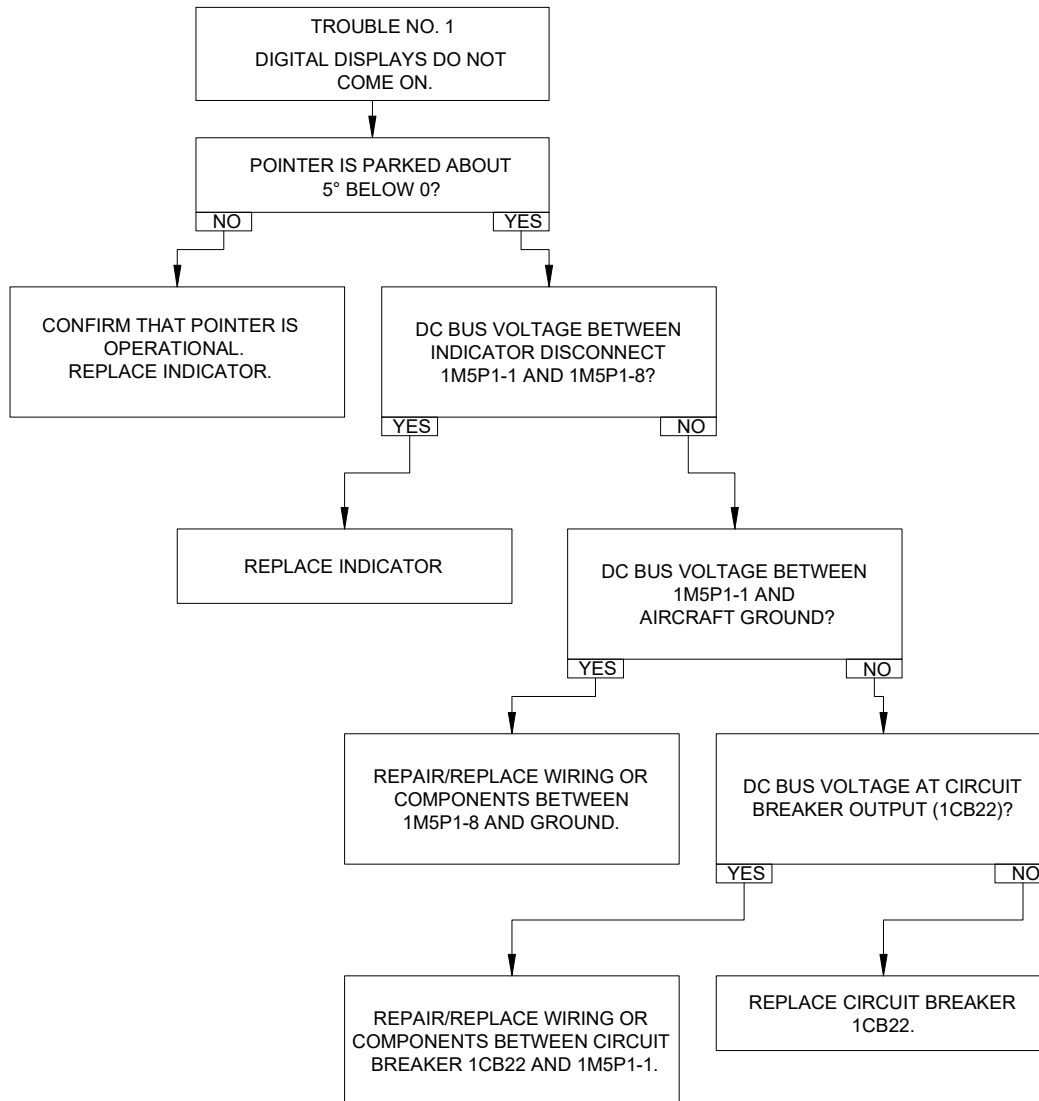 TROUBLE NO. 1
DIGITAL DISPLAYS DO NOT
COME ON.
POINTER IS PARKED ABOUT
5° BELOW 0?
NO
YES
CONFIRM THAT POINTER IS
OPERATIONAL.
REPLACE INDICATOR.
DC BUS VOLTAGE BETWEEN
INDICATOR DISCONNECT
1M5P1-1 AND 1M5P1-8?
YES
NO
REPLACE INDICATOR
DC BUS VOLTAGE BETWEEN
1M5P1-1 AND
AIRCRAFT GROUND?
YES
NO
REPAIR/REPLACE WIRING OR
COMPONENTS BETWEEN
1M5P1-8 AND GROUND.
DC BUS VOLTAGE AT CIRCUIT
BREAKER OUTPUT (1CB22)?
YES
NO
REPAIR/REPLACE WIRING OR
COMPONENTS BETWEEN CIRCUIT
BREAKER 1CB22 AND 1M5P1-1.
REPLACE CIRCUIT BREAKER
1CB22.